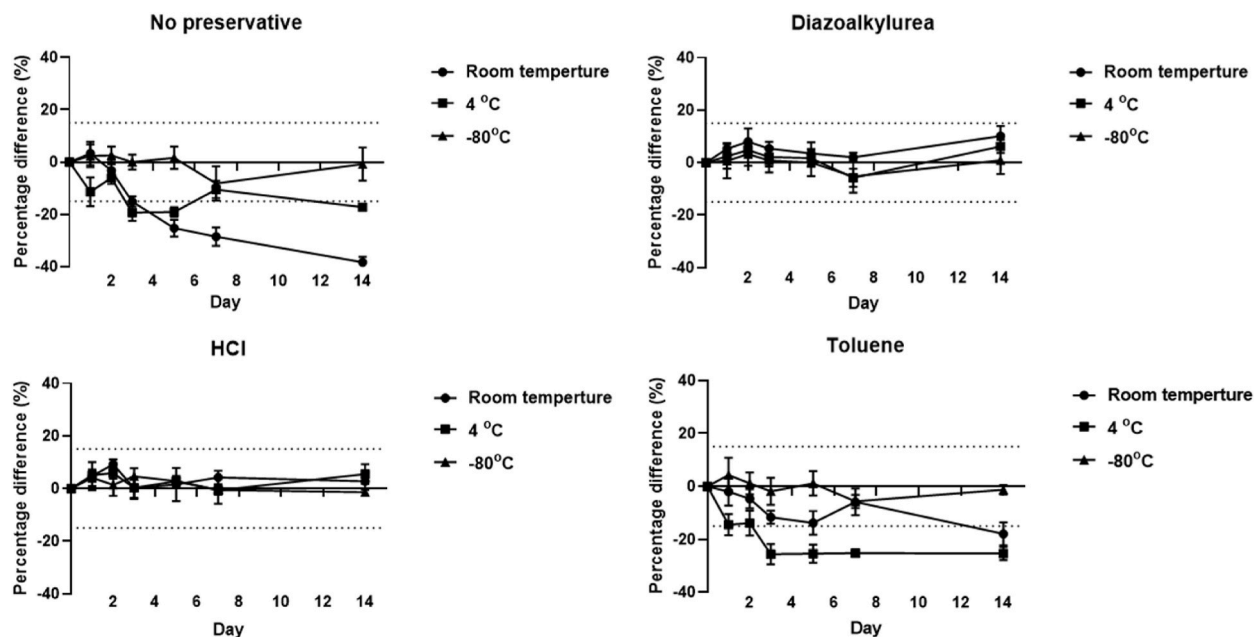 No preservative
Percentage difference (%)
40
20
0
-20
-40
2 4 6 8 10 12 14
Day
Room temperture
4 °C
-80°C
Diazoalkylurea
Percentage difference (%)
40
20
0
-20
-40
2 4 6 8 10 12 14
Day
Room temperture
4 °C
-80°C
HCl
Percentage difference (%)
40
20
0
-20
-40
2 4 6 8 10 12 14
Day
Room temperture
4 °C
-80°C
Toluene
Percentage difference (%)
40
20
0
-20
-40
2 4 6 8 10 12 14
Day
Room temperture
4 °C
-80°C